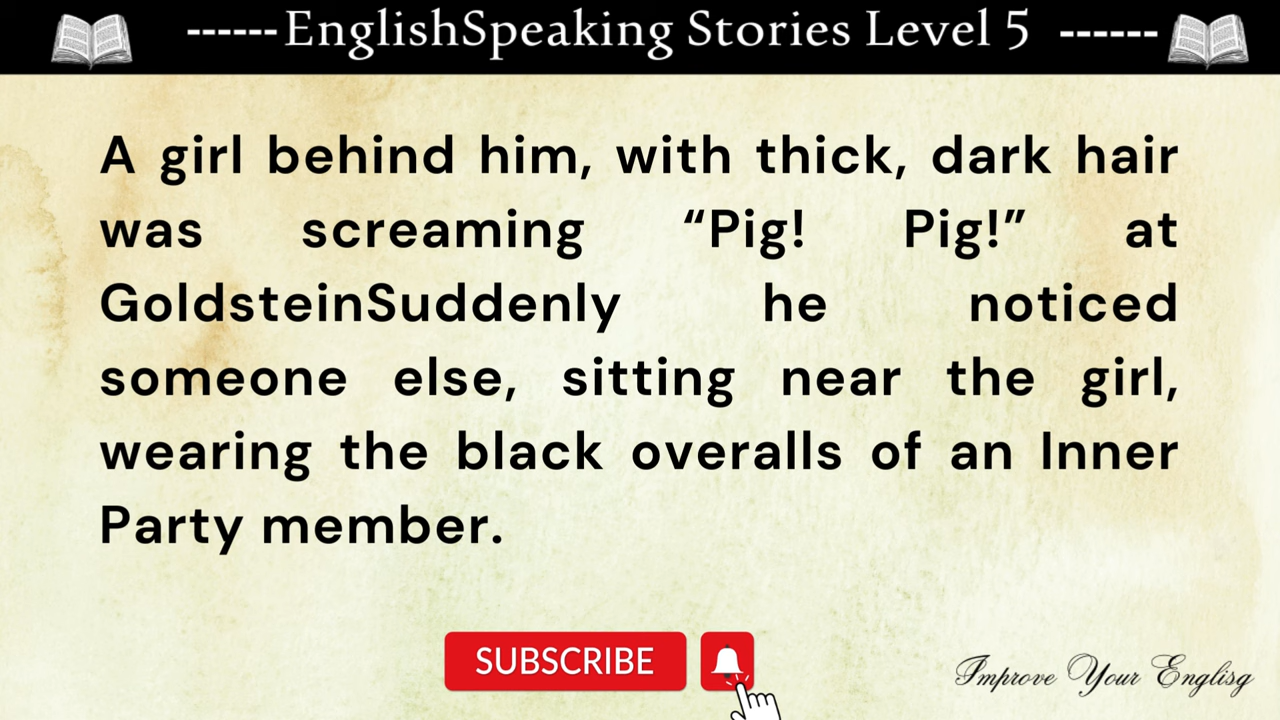 ------EnglishSpeaking Stories Level 5 ------
A girl behind him, with thick, dark hair
was screaming “Pig! Pig!” at
GoldsteinSuddenly he noticed
someone else, sitting near the girl,
wearing the black overalls of an Inner
Party member.
SUBSCRIBE
Improve Your Englisg